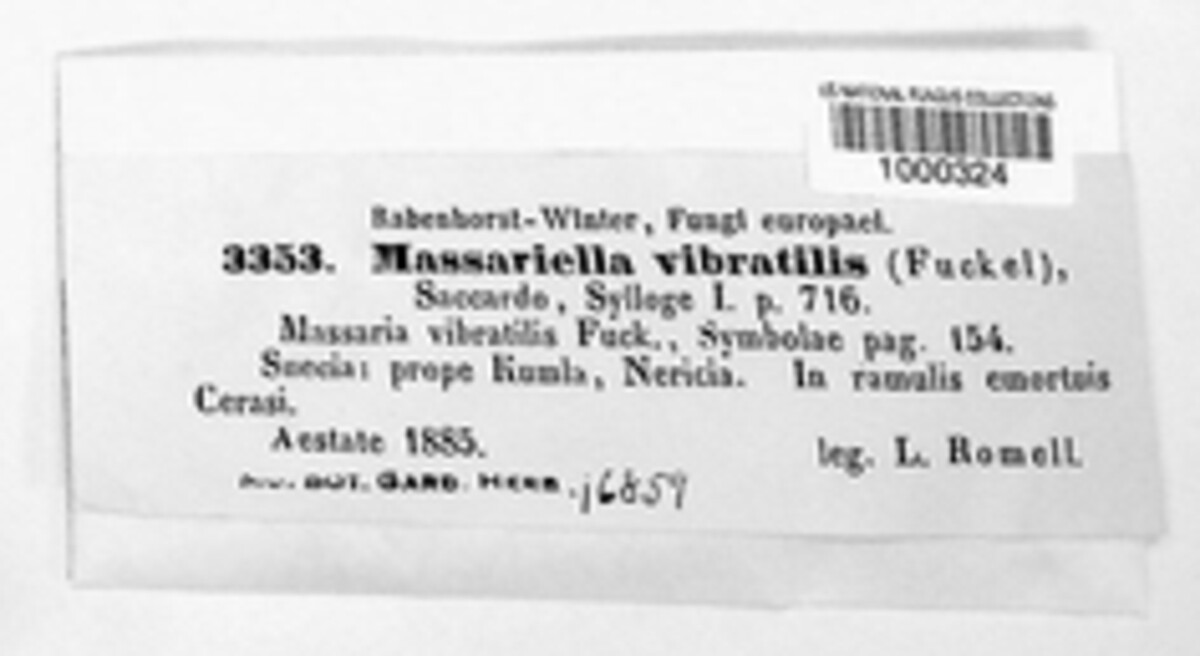 US NATIONAL FUNGUS COLLECTIONS
1000324
Rabenhorst-Winter, Fungi europaei.
3353. Massariella vibratilis (Fuckel),
Saccardo, Sylloge I. p. 716.
Massaria vibratilis Fuck., Symbolae pag. 154.
Suecia: prope Kumla, Nericia. In ramulis emortuis
Cerasi.
Aestate 1885.
leg. L. Romell.
MO. BOT. GARD. HERB. j6859